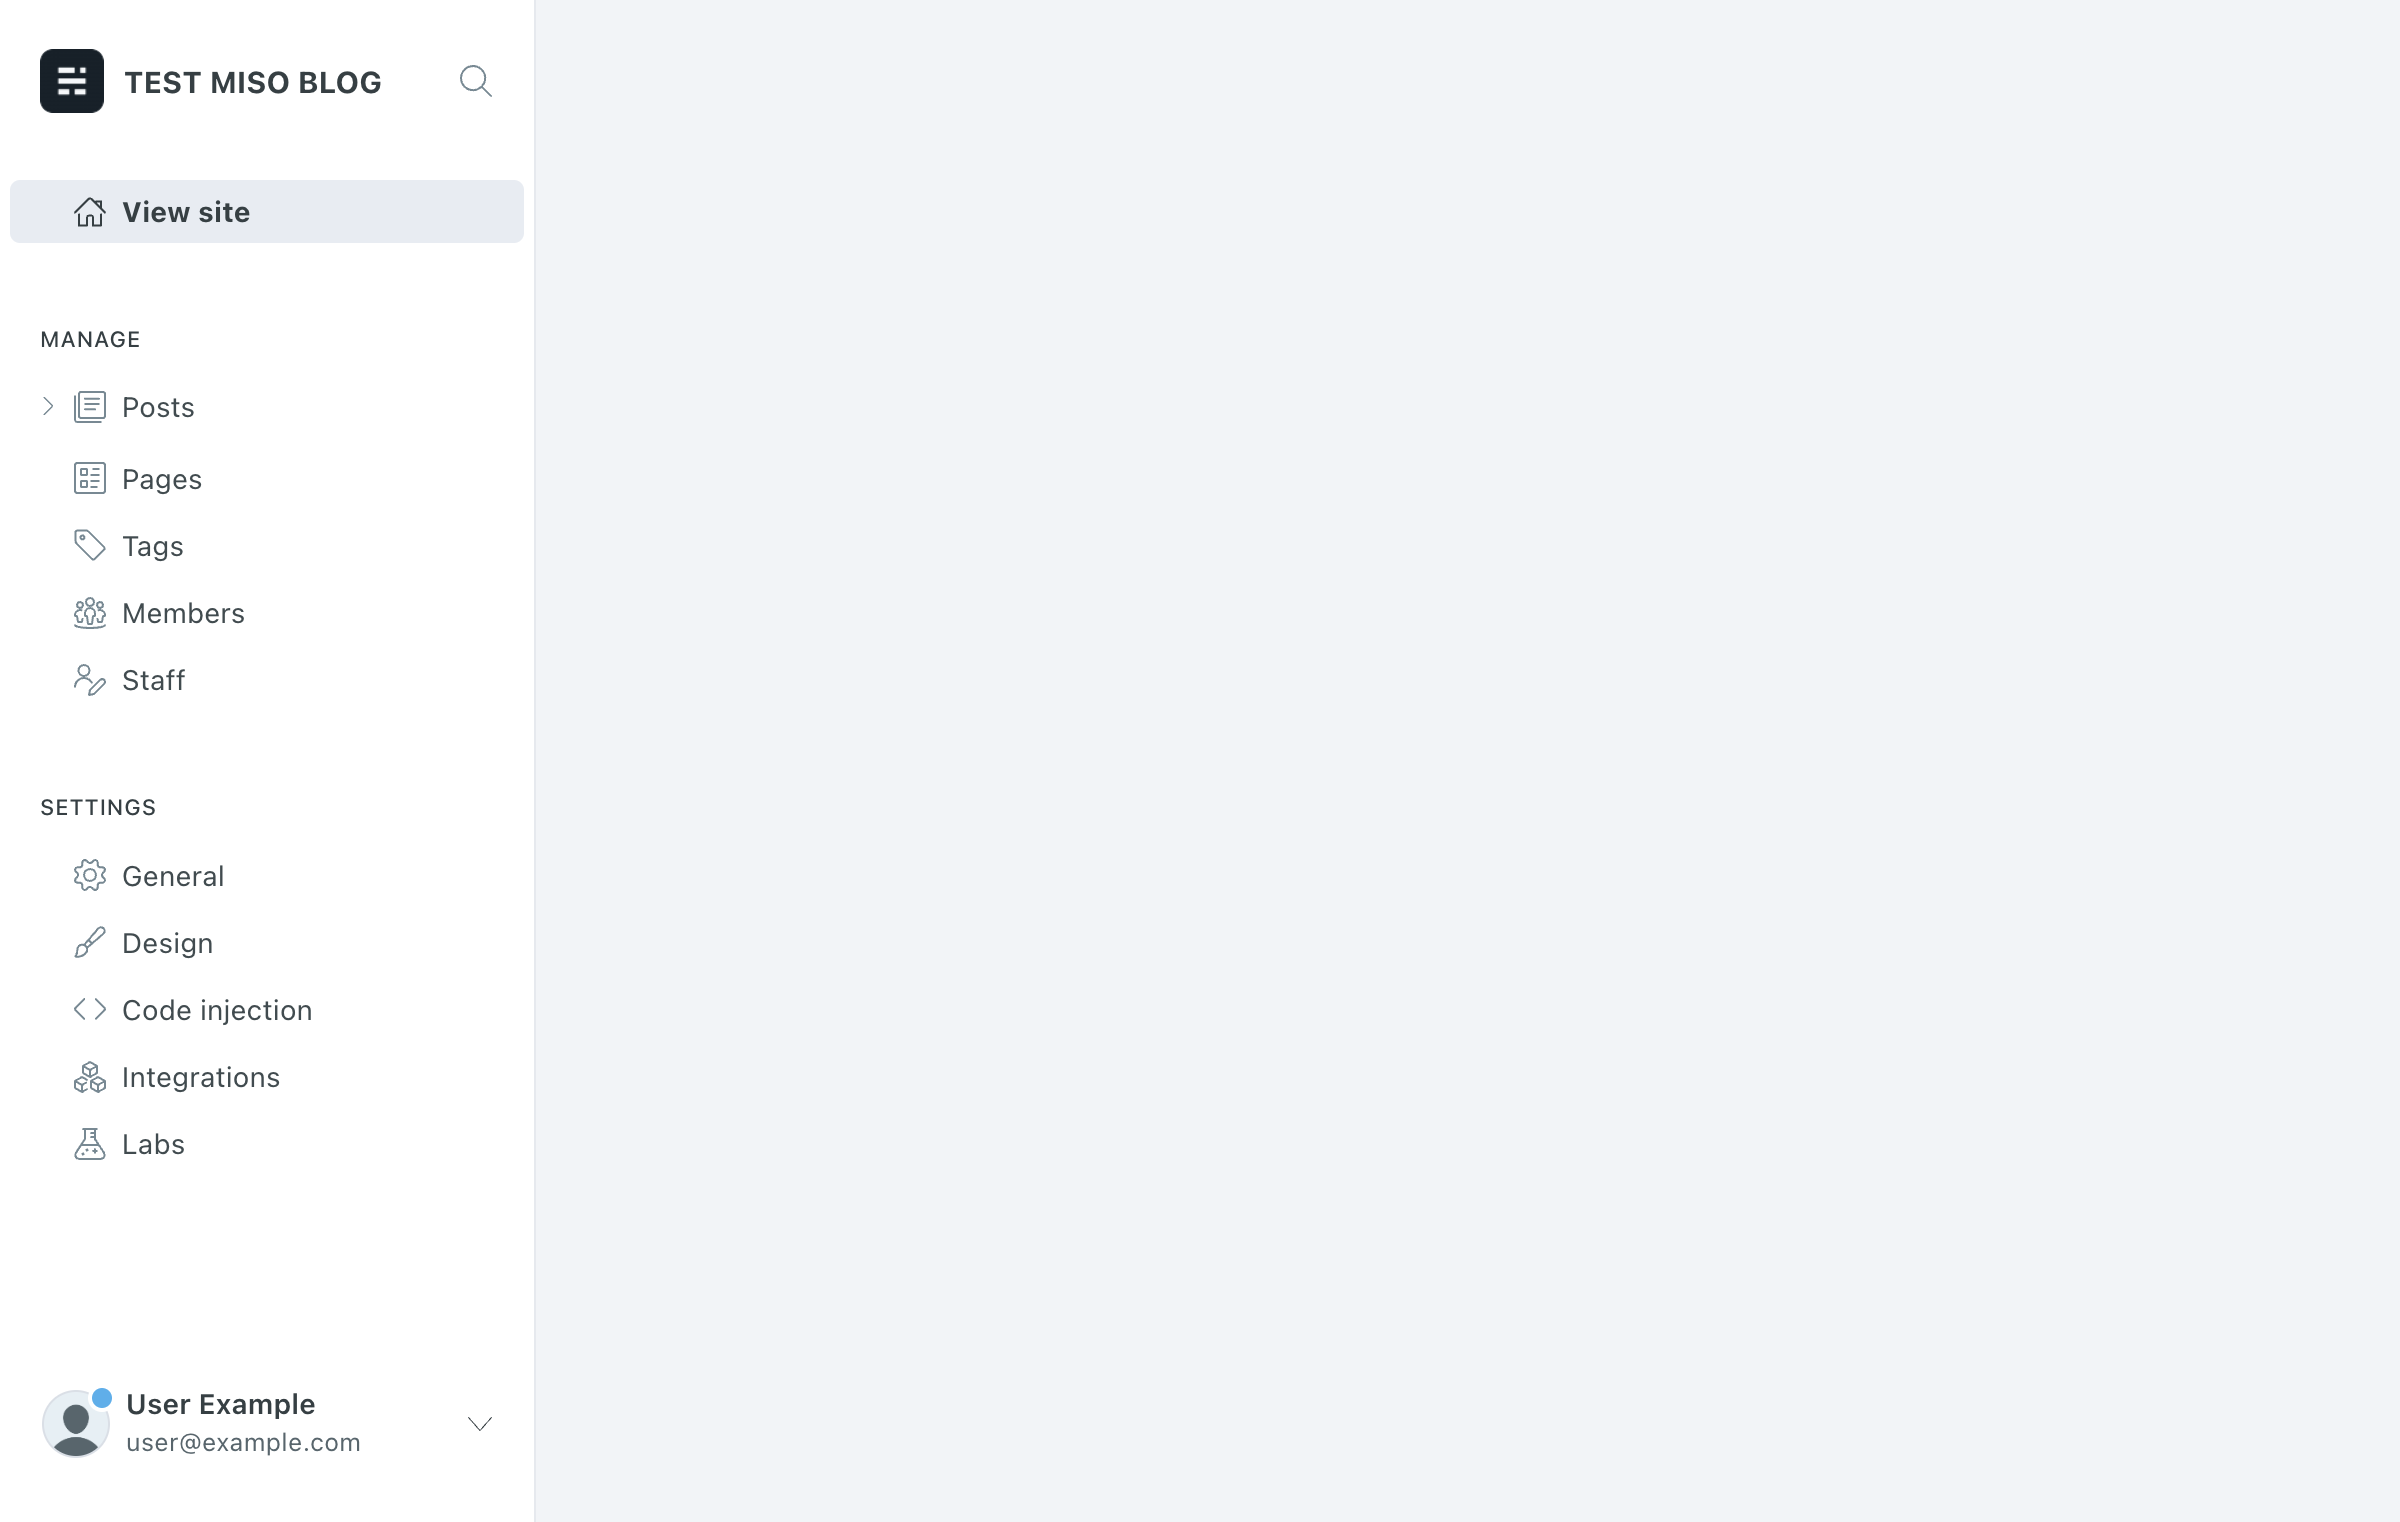 TEST MISO BLOG
View site
MANAGE
Posts
Pages
Tags
Members
Staff
SETTINGS
General
Design
Code injection
Integrations
Labs
User Example
user@example.com